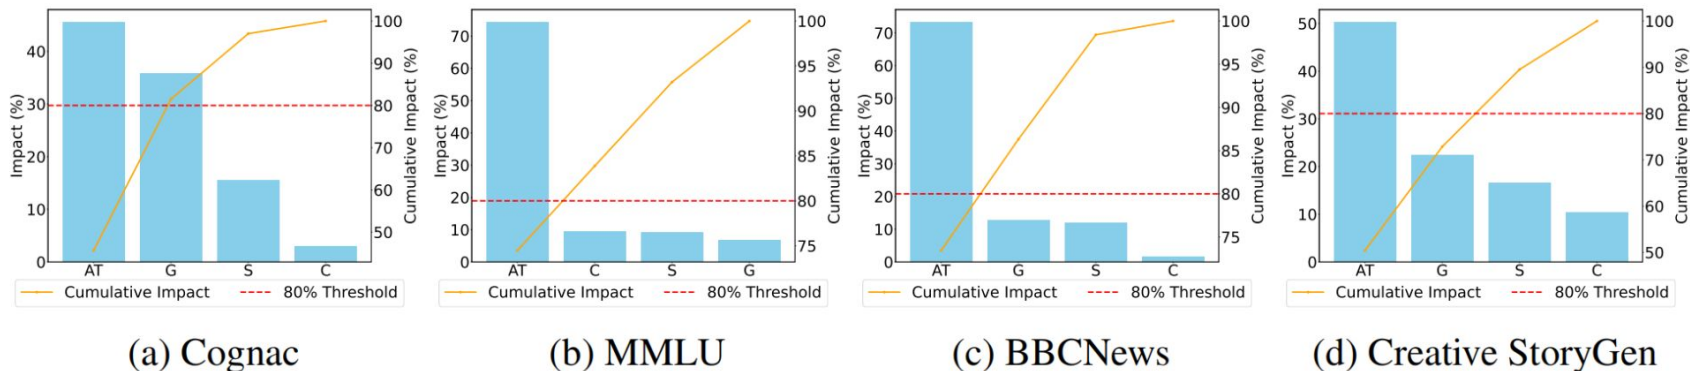 Impact (%)
40
30
20
10
0
AT G S C
100
90
80
70
60
50
Cumulative Impact (%)
Cumulative Impact 80% Threshold
(a) Cognac
Impact (%)
70
60
50
40
30
20
10
0
AT C S G
100
95
90
85
80
75
Cumulative Impact (%)
Cumulative Impact 80% Threshold
(b) MMLU
Impact (%)
70
60
50
40
30
20
10
0
AT G S C
100
95
90
85
80
75
Cumulative Impact (%)
Cumulative Impact 80% Threshold
(c) BBCNews
Impact (%)
50
40
30
20
10
0
AT G S C
100
90
80
70
60
50
Cumulative Impact (%)
Cumulative Impact 80% Threshold
(d) Creative StoryGen